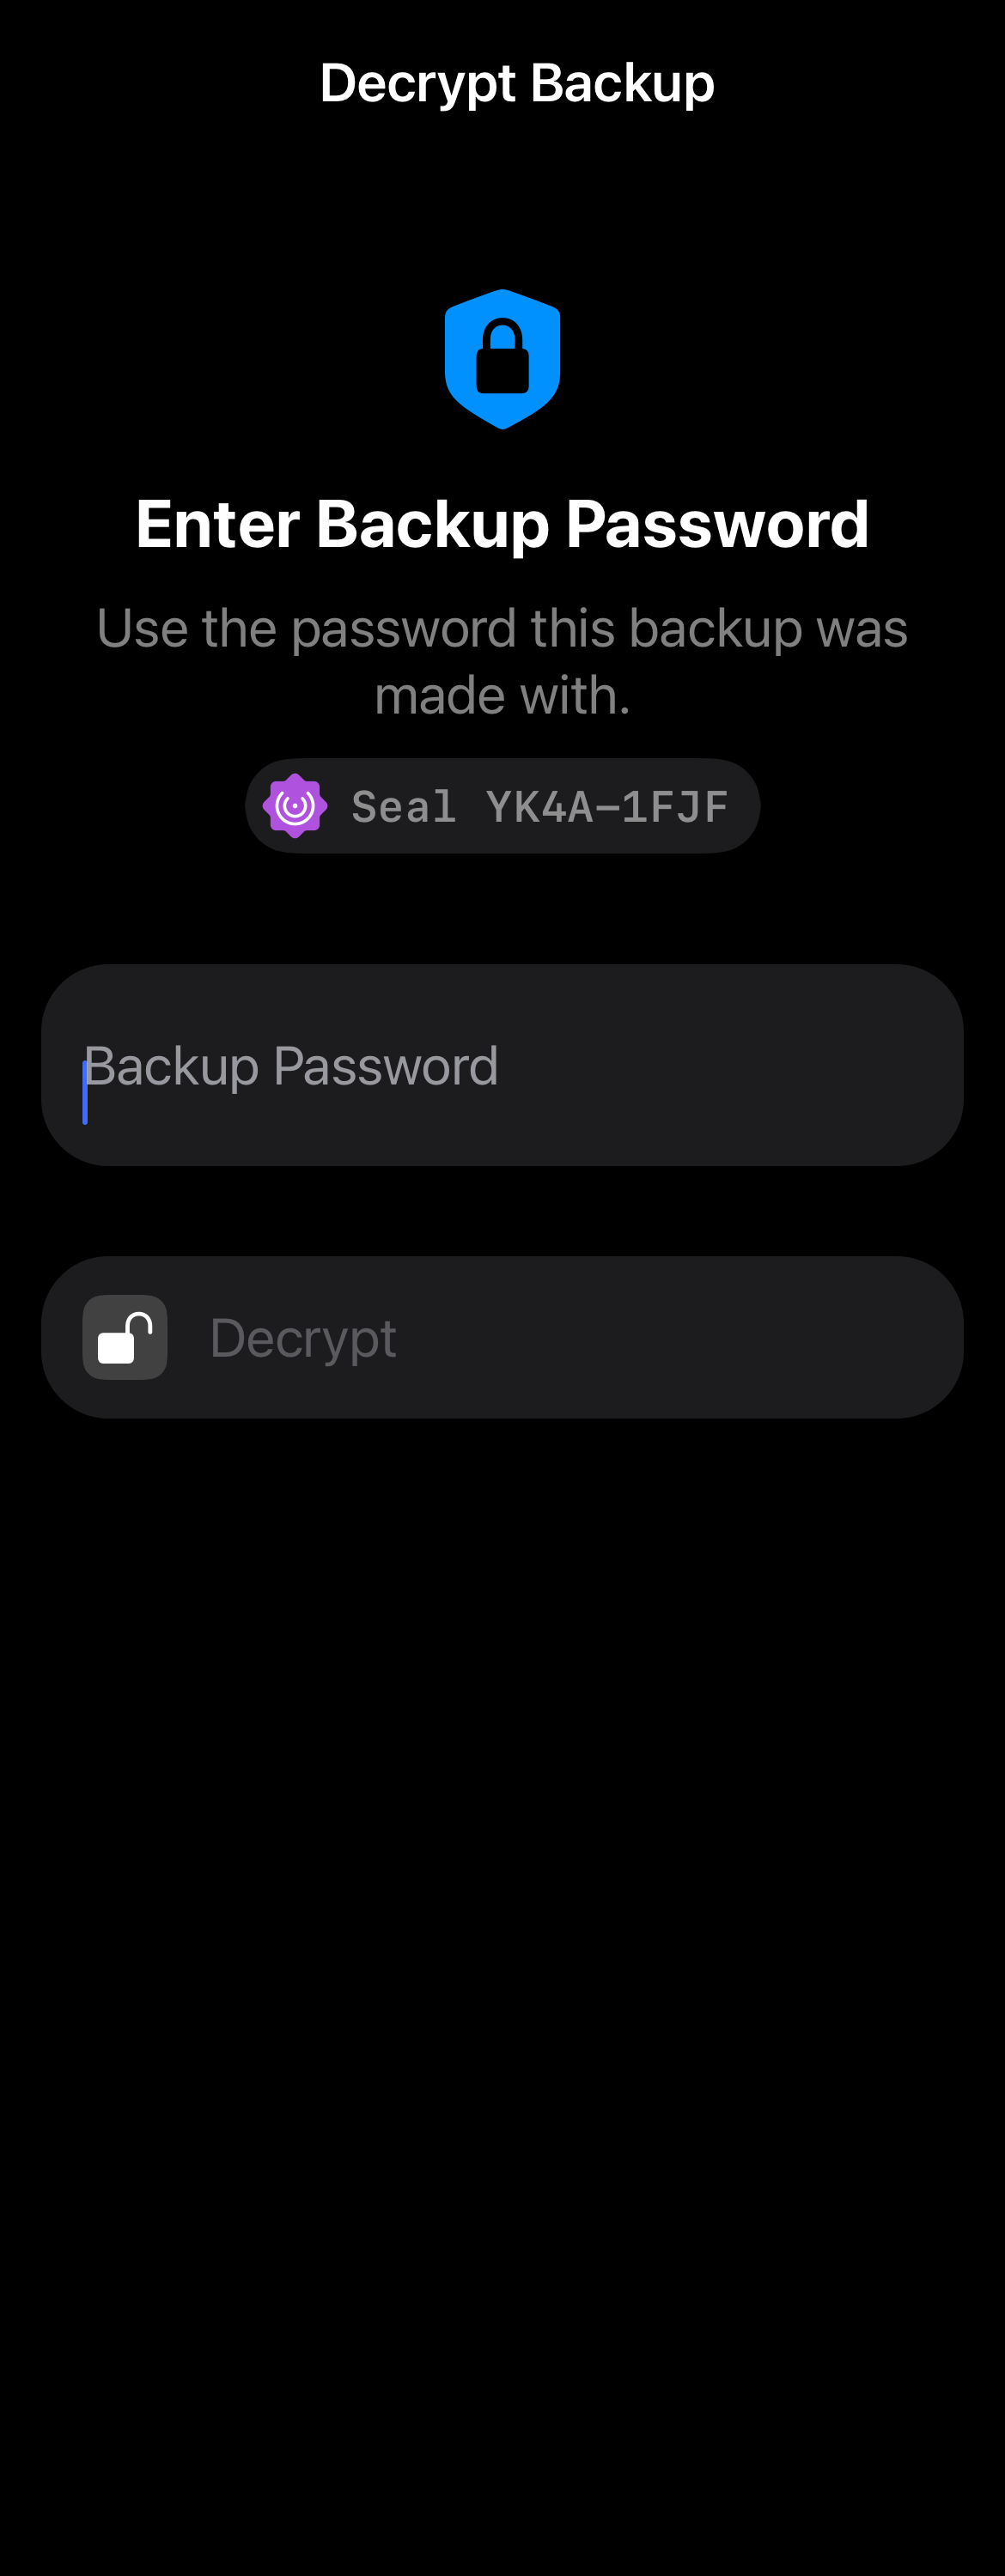 Decrypt Backup
Enter Backup Password
Use the password this backup was
made with.
Seal YK4A–1FJF
Backup Password
Decrypt